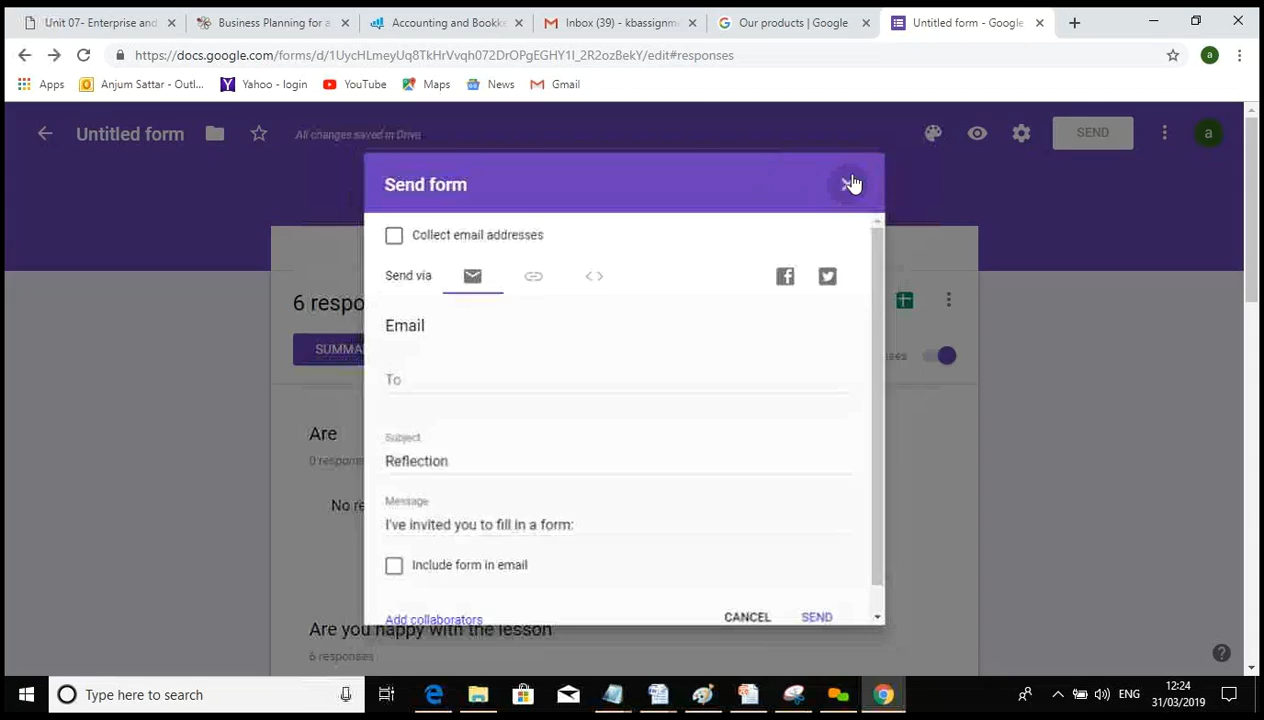 Unit 07- Enterprise and
Business Planning for a
Accounting and Bookke
Inbox (39) - kbassignm
Our products | Google
Untitled form - Google
https://docs.google.com/forms/d/1UycHLmeyUq8TkHrVvqh072DrOPgEGHY1I_2R2ozBekY/edit#responses
a
Apps
Anjum Sattar - Outl...
Yahoo - login
YouTube
Maps
News
Gmail
Untitled form
All changes saved in Drive
SEND
a
Send form
Collect email addresses
Send via
6 respo
Email
SUMMA
To
Are
Subject
0 respons
Reflection
Message
No re
I've invited you to fill in a form:
Include form in email
Add collaborators
CANCEL
SEND
Are you happy with the lesson
6 responses
Type here to search
ENG
12:24
31/03/2019